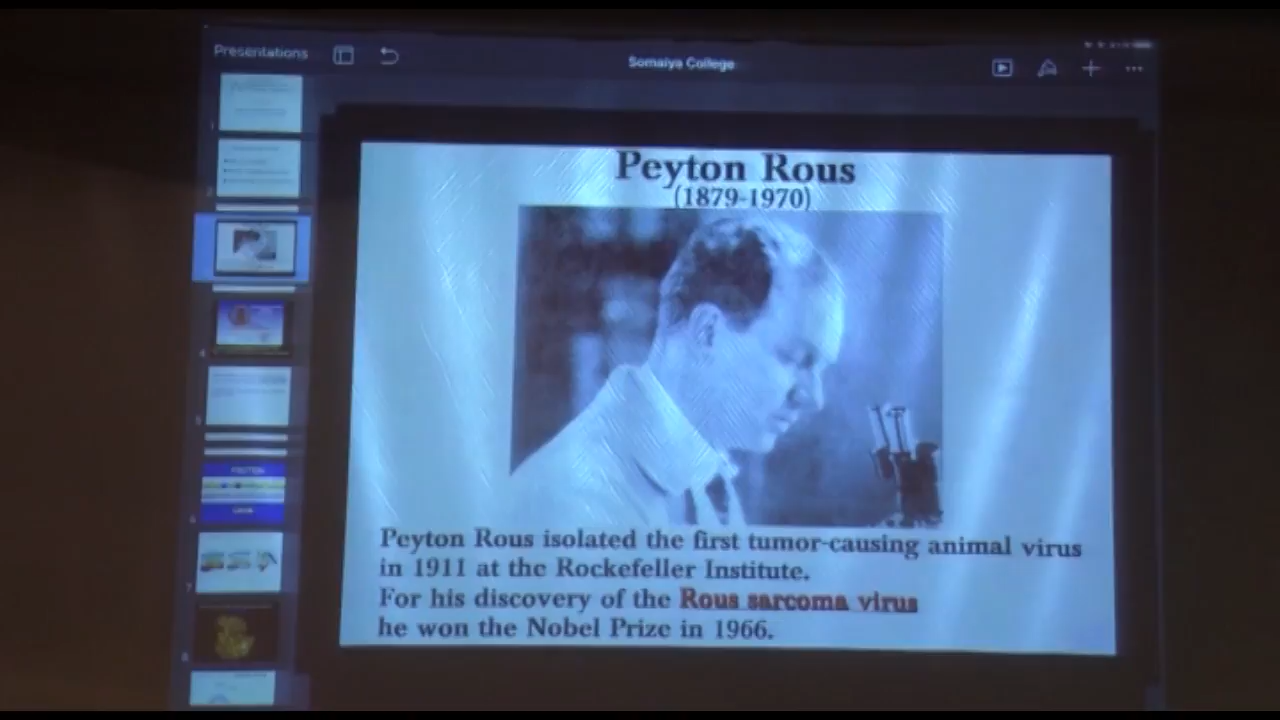 Presentations
Somaiya College
Peyton Rous
(1879-1970)
Peyton Rous isolated the first tumor-causing animal virus
in 1911 at the Rockefeller Institute.
For his discovery of the Rous sarcoma virus
he won the Nobel Prize in 1966.